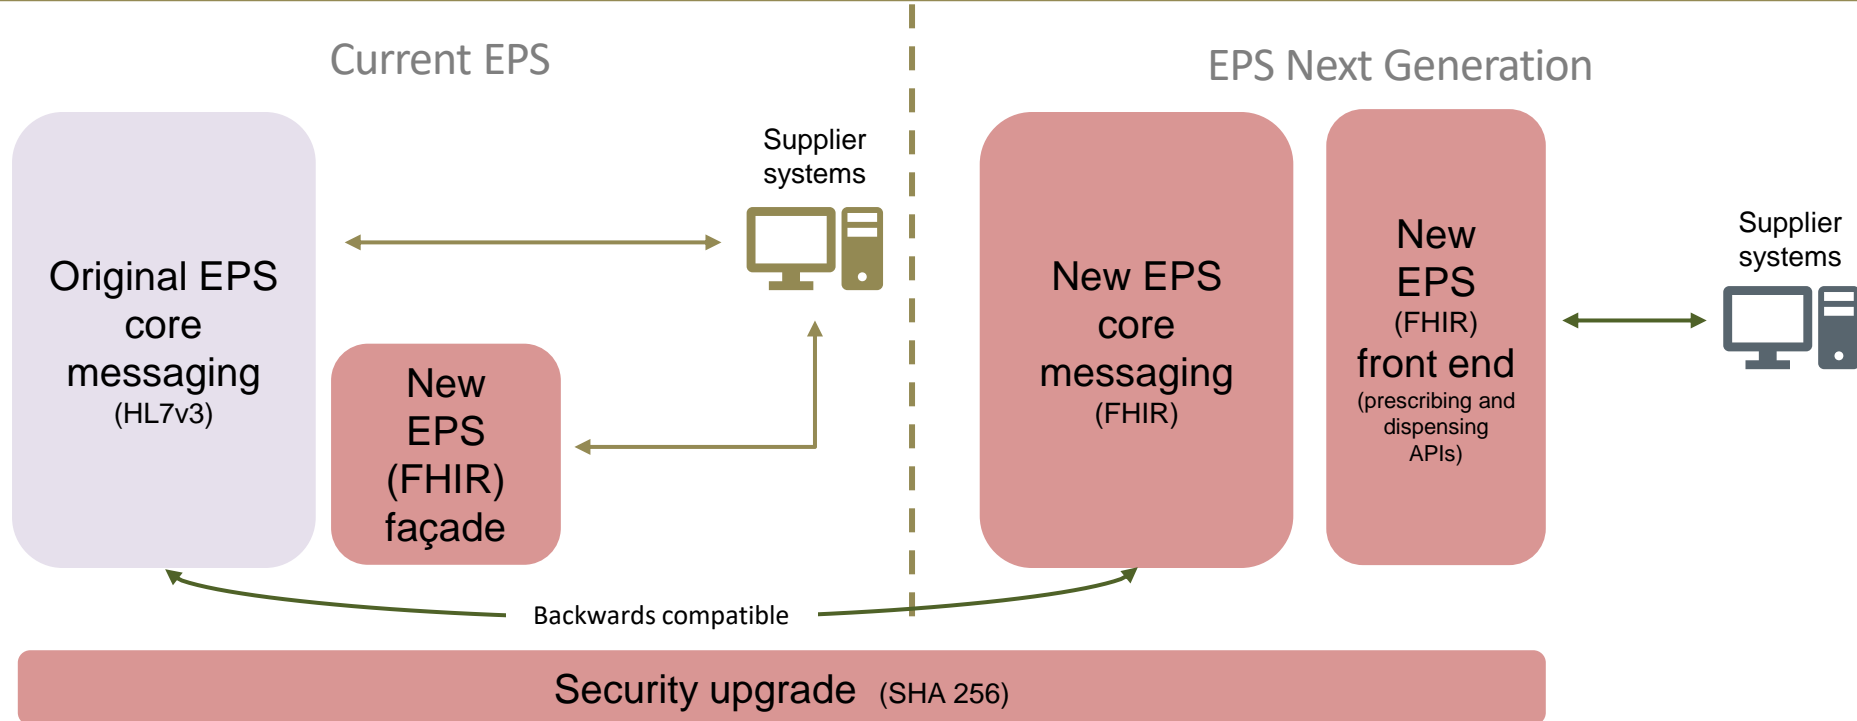 Current EPS
EPS Next Generation
Original EPS
core
messaging
(HL7v3)
New
EPS
(FHIR)
façade
Supplier
systems
New EPS
core
messaging
(FHIR)
New
EPS
(FHIR)
front end
(prescribing and
dispensing
APIs)
Supplier
systems
Backwards compatible
Security upgrade (SHA 256)